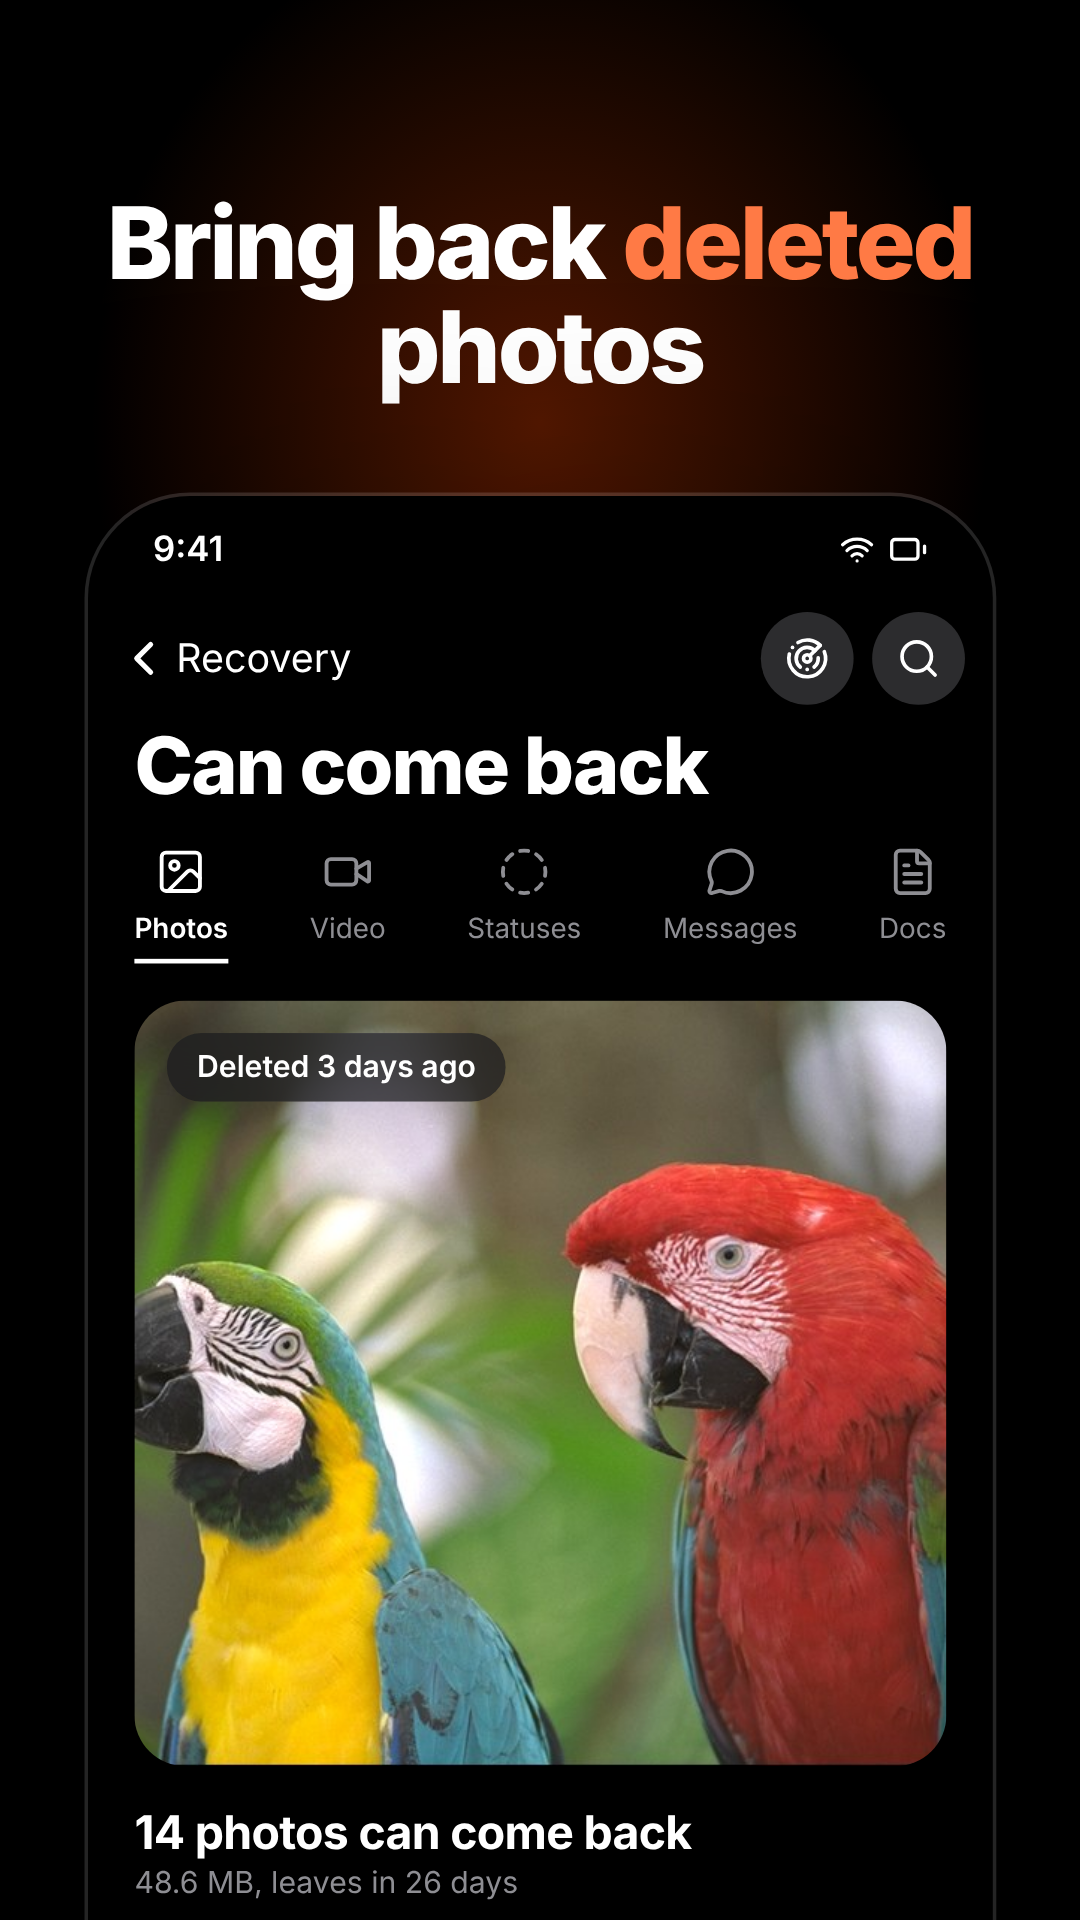 Bring back deleted
photos
9:41
Recovery
Can come back
Photos
Video
Statuses
Messages
Docs
Deleted 3 days ago
14 photos can come back
48.6 MB, leaves in 26 days